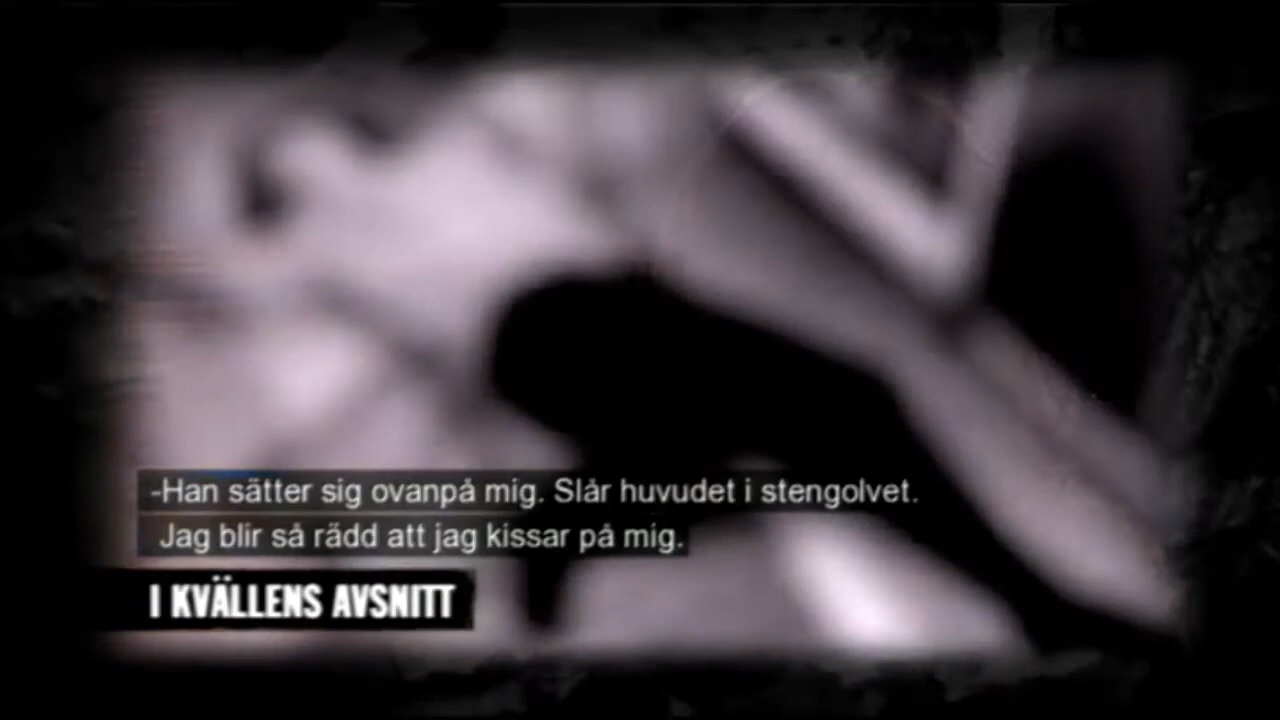 -Han sätter sig ovanpå mig. Slår huvudet i stengolvet.
Jag blir så rädd att jag kissar på mig.
I KVÄLLENS AVSNITT